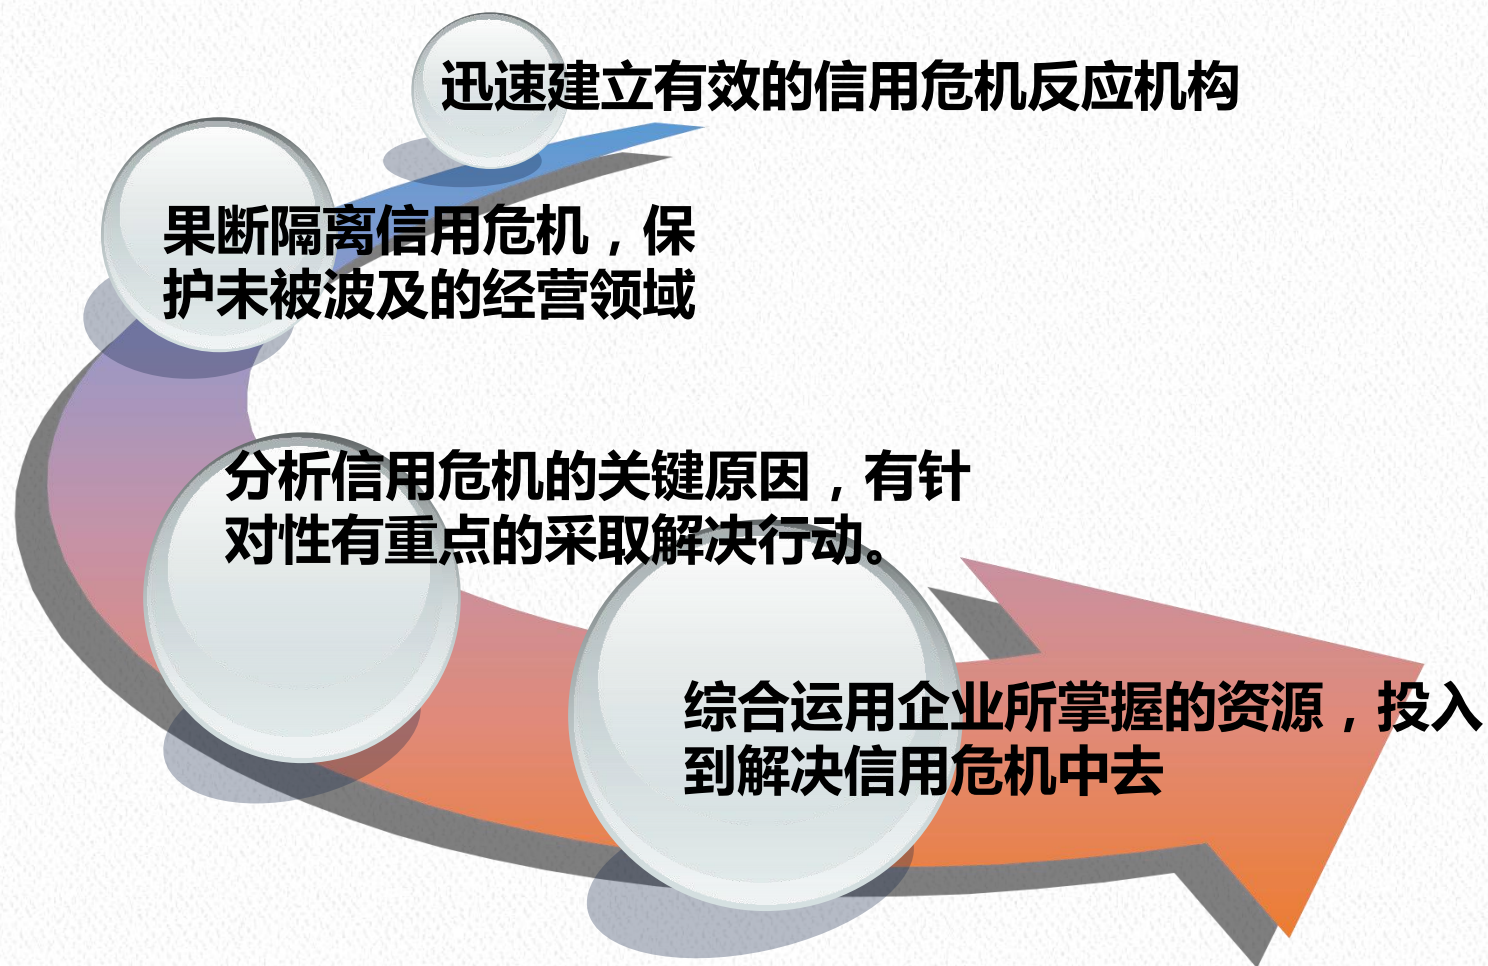 迅速建立有效的信用危机反应机构
果断隔离信用危机，保
护未被波及的经营领域
分析信用危机的关键原因，有针
对性有重点的采取解决行动。
综合运用企业所掌握的资源，投入
到解决信用危机中去